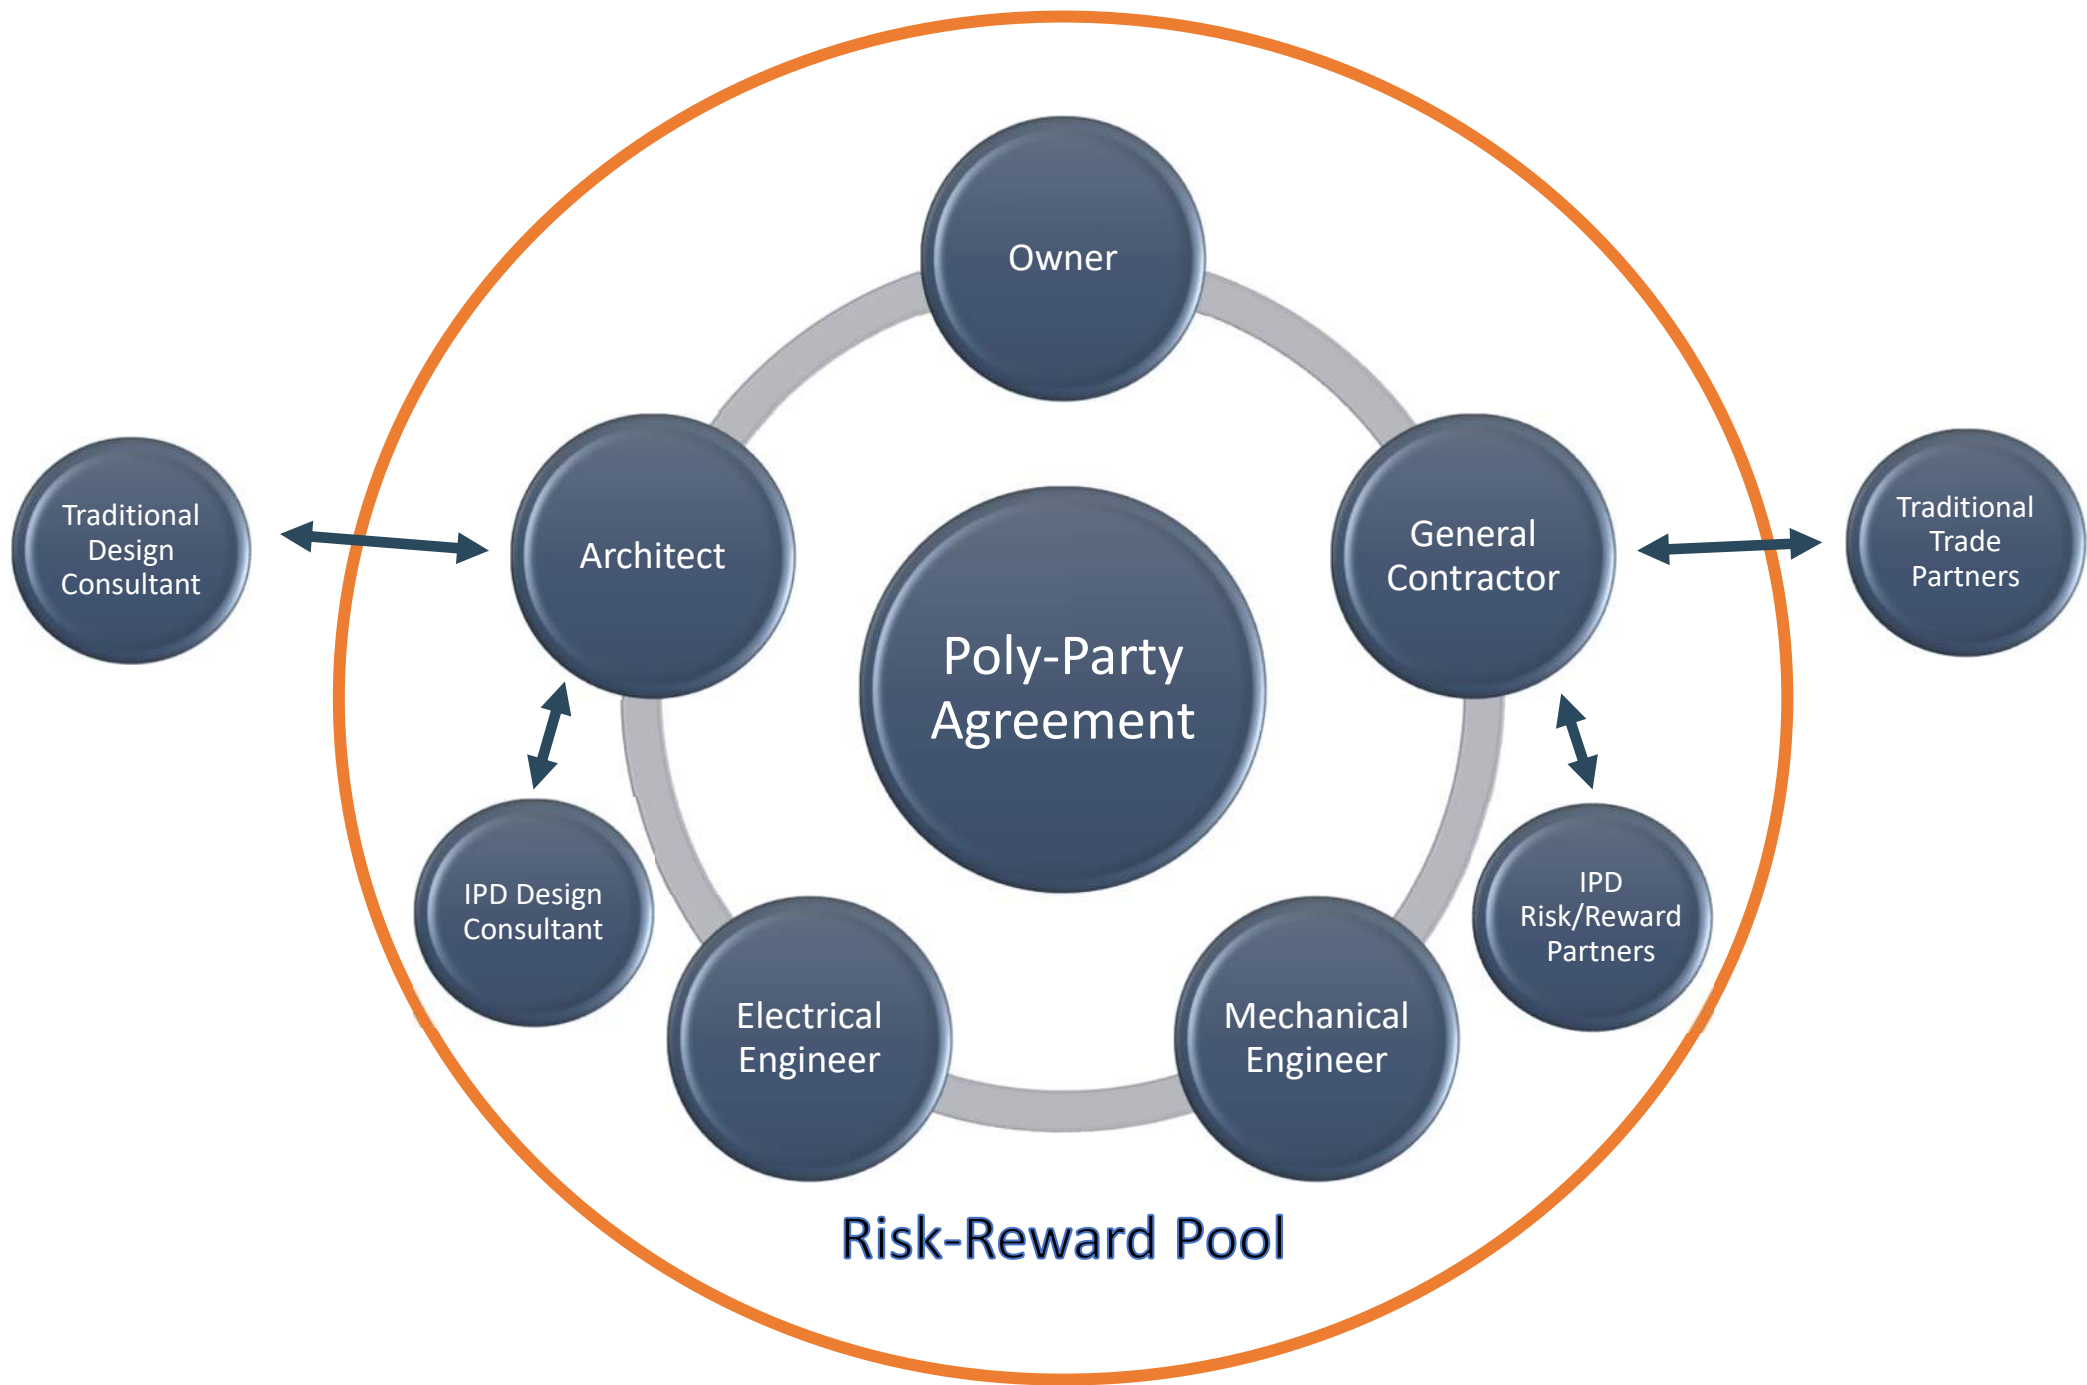 Owner
Traditional
Design
Consultant
Architect
General
Contractor
Traditional
Trade
Partners
Poly-Party
Agreement
IPD Design
Consultant
IPD
Risk/Reward
Partners
Electrical
Engineer
Mechanical
Engineer
Risk-Reward Pool